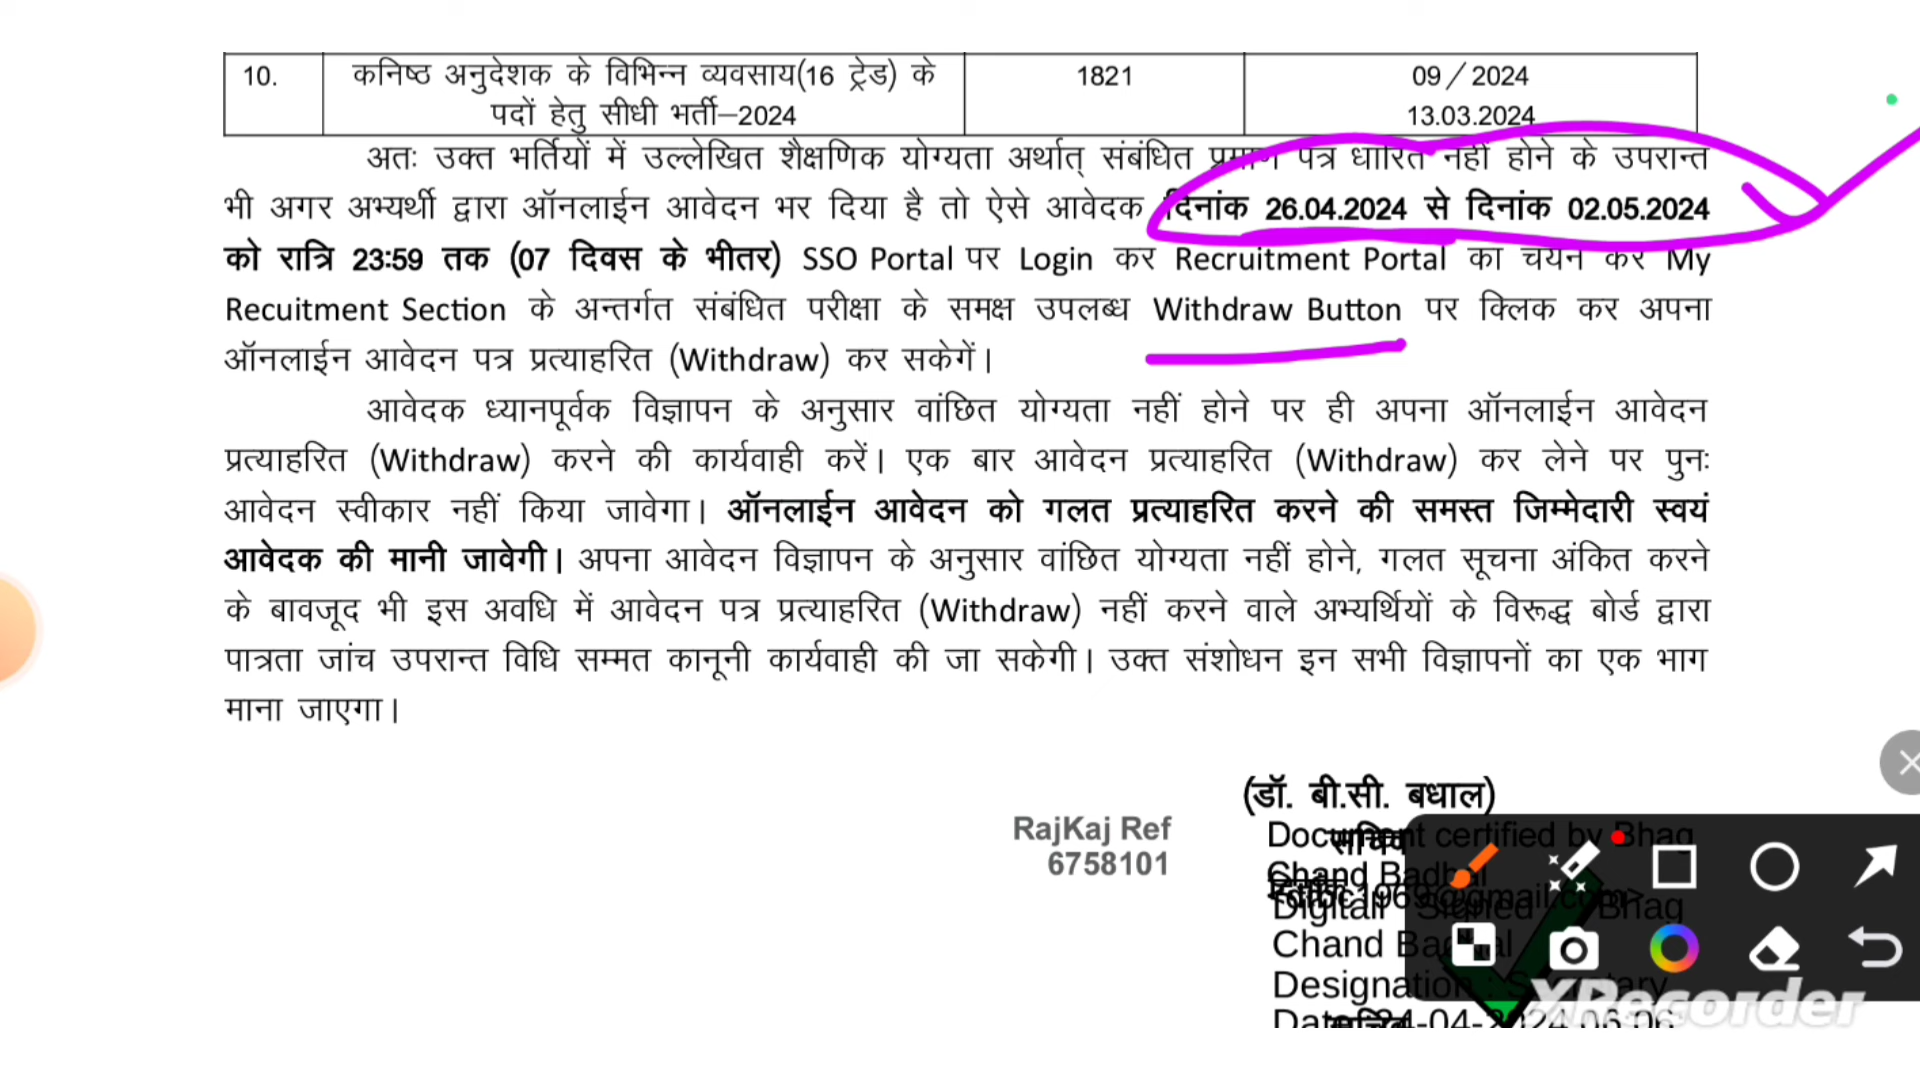 10. कनिष्ठ अनुदेशक के विभिन्न व्यवसाय(16 ट्रेड) के 1821 09/2024
पदों हेतु सीधी भर्ती–2024 13.03.2024
अतः उक्त भर्तियों में उल्लेखित शैक्षणिक योग्यता अर्थात् संबंधित प्रमाण पत्र धारित नहीं होने के उपरान्त
भी अगर अभ्यर्थी द्वारा ऑनलाईन आवेदन भर दिया है तो ऐसे आवेदक दिनांक 26.04.2024 से दिनांक 02.05.2024
को रात्रि 23:59 तक (07 दिवस के भीतर) SSO Portal पर Login कर Recruitment Portal का चयन कर My
Recuitment Section के अन्तर्गत संबंधित परीक्षा के समक्ष उपलब्ध Withdraw Button पर क्लिक कर अपना
ऑनलाईन आवेदन पत्र प्रत्याहरित (Withdraw) कर सकेगें।
आवेदक ध्यानपूर्वक विज्ञापन के अनुसार वांछित योग्यता नहीं होने पर ही अपना ऑनलाईन आवेदन
प्रत्याहरित (Withdraw) करने की कार्यवाही करें। एक बार आवेदन प्रत्याहरित (Withdraw) कर लेने पर पुनः
आवेदन स्वीकार नहीं किया जावेगा। ऑनलाईन आवेदन को गलत प्रत्याहरित करने की समस्त जिम्मेदारी स्वयं
आवेदक की मानी जावेगी। अपना आवेदन विज्ञापन के अनुसार वांछित योग्यता नहीं होने, गलत सूचना अंकित करने
के बावजूद भी इस अवधि में आवेदन पत्र प्रत्याहरित (Withdraw) नहीं करने वाले अभ्यर्थियों के विरूद्ध बोर्ड द्वारा
पात्रता जांच उपरान्त विधि सम्मत कानूनी कार्यवाही की जा सकेगी। उक्त संशोधन इन सभी विज्ञापनों का एक भाग
माना जाएगा।
(डॉ. बी.सी. बधाल)
RajKaj Ref
6758101
Document certified by Bhag
Chand Badhal
Chand Badhal
Designation : Secretary
XRecorder